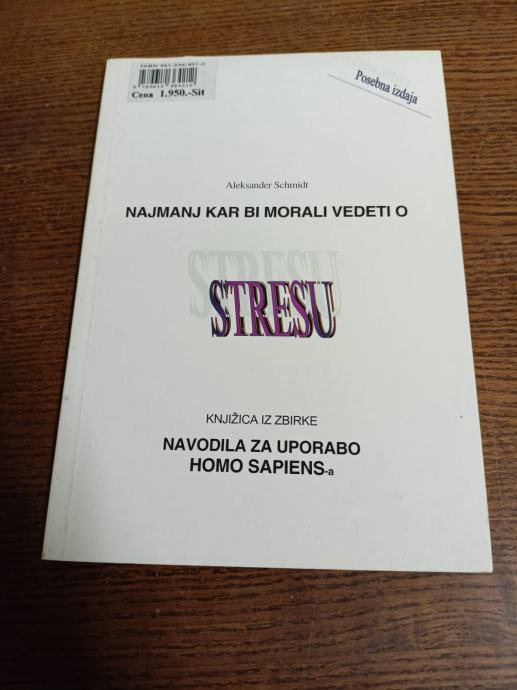 Cena 1.950.-Sit
Posebna izdaja
Aleksander Schmidt
NAJMANJ KAR BI MORALI VEDETI O
STRESU
KNJIŽICA IZ ZBIRKE
NAVODILA ZA UPORABO
HOMO SAPIENS-a